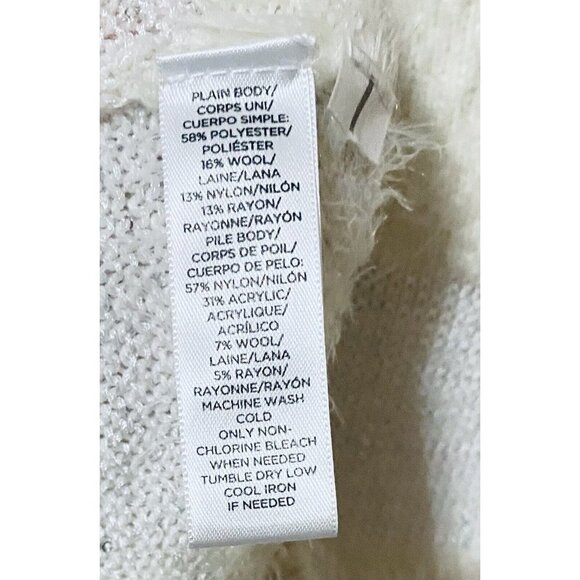 PLAIN BODY/
CORPS UNI/
CUERPO SIMPLE:
58% POLYESTER/
POLIÉSTER
16% WOOL/
LAINE/LANA
13% NYLON/NILÓN
13% RAYON/
RAYONNE/RAYÓN
PILE BODY/
CORPS DE POIL/
CUERPO DE PELO:
57% NYLON/NILÓN
31% ACRYLIC/
ACRYLIQUE/
ACRÍLICO
7% WOOL/
LAINE/LANA
5% RAYON/
RAYONNE/RAYÓN
MACHINE WASH
COLD
ONLY NON-
CHLORINE BLEACH
WHEN NEEDED
TUMBLE DRY LOW
COOL IRON
IF NEEDED